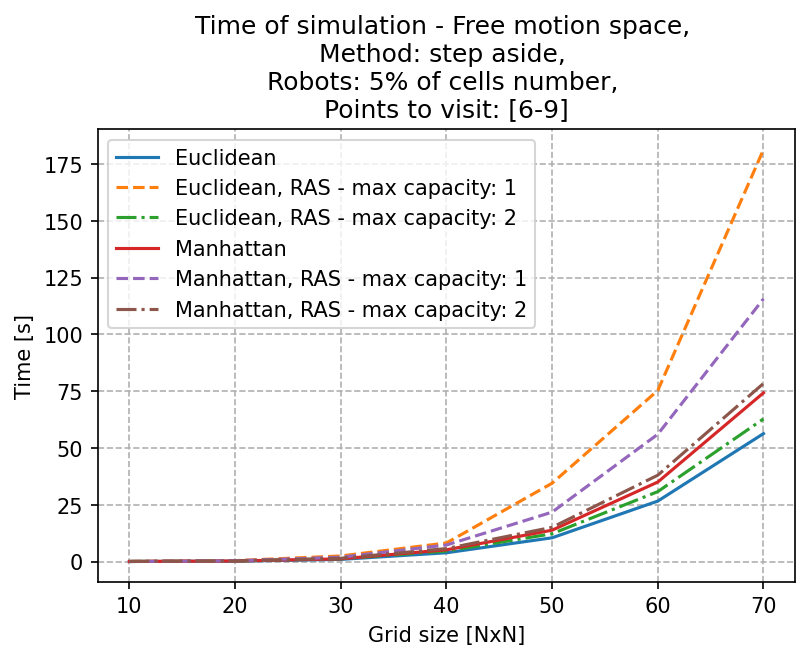 Time of simulation - Free motion space,
Method: step aside,
Robots: 5% of cells number,
Points to visit: [6-9]
Euclidean
Euclidean, RAS - max capacity: 1
Euclidean, RAS - max capacity: 2
Manhattan
Manhattan, RAS - max capacity: 1
Manhattan, RAS - max capacity: 2
Time [s]
175
150
125
100
75
50
25
0
10 20 30 40 50 60 70
Grid size [NxN]